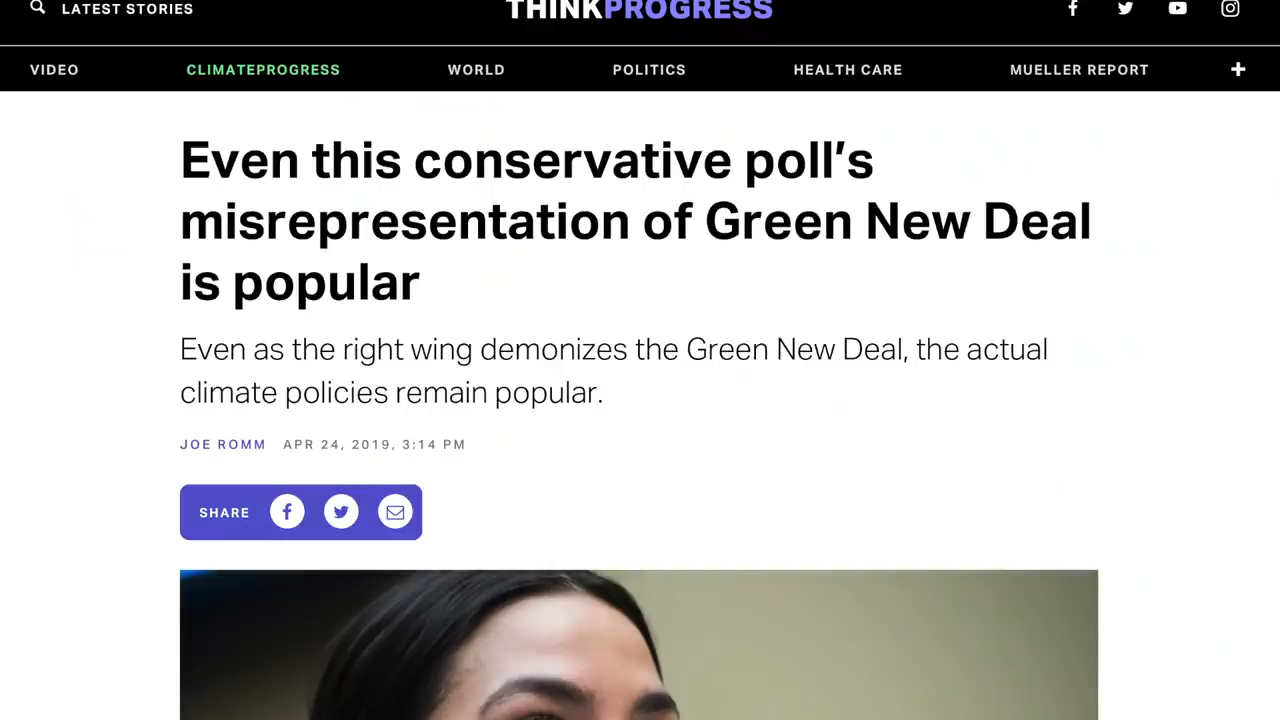 LATEST STORIES
THINKPROGRESS
VIDEO CLIMATEPROGRESS WORLD POLITICS HEALTH CARE MUELLER REPORT
Even this conservative poll's
misrepresentation of Green New Deal
is popular
Even as the right wing demonizes the Green New Deal, the actual
climate policies remain popular.
JOE ROMM APR 24, 2019, 3:14 PM
SHARE